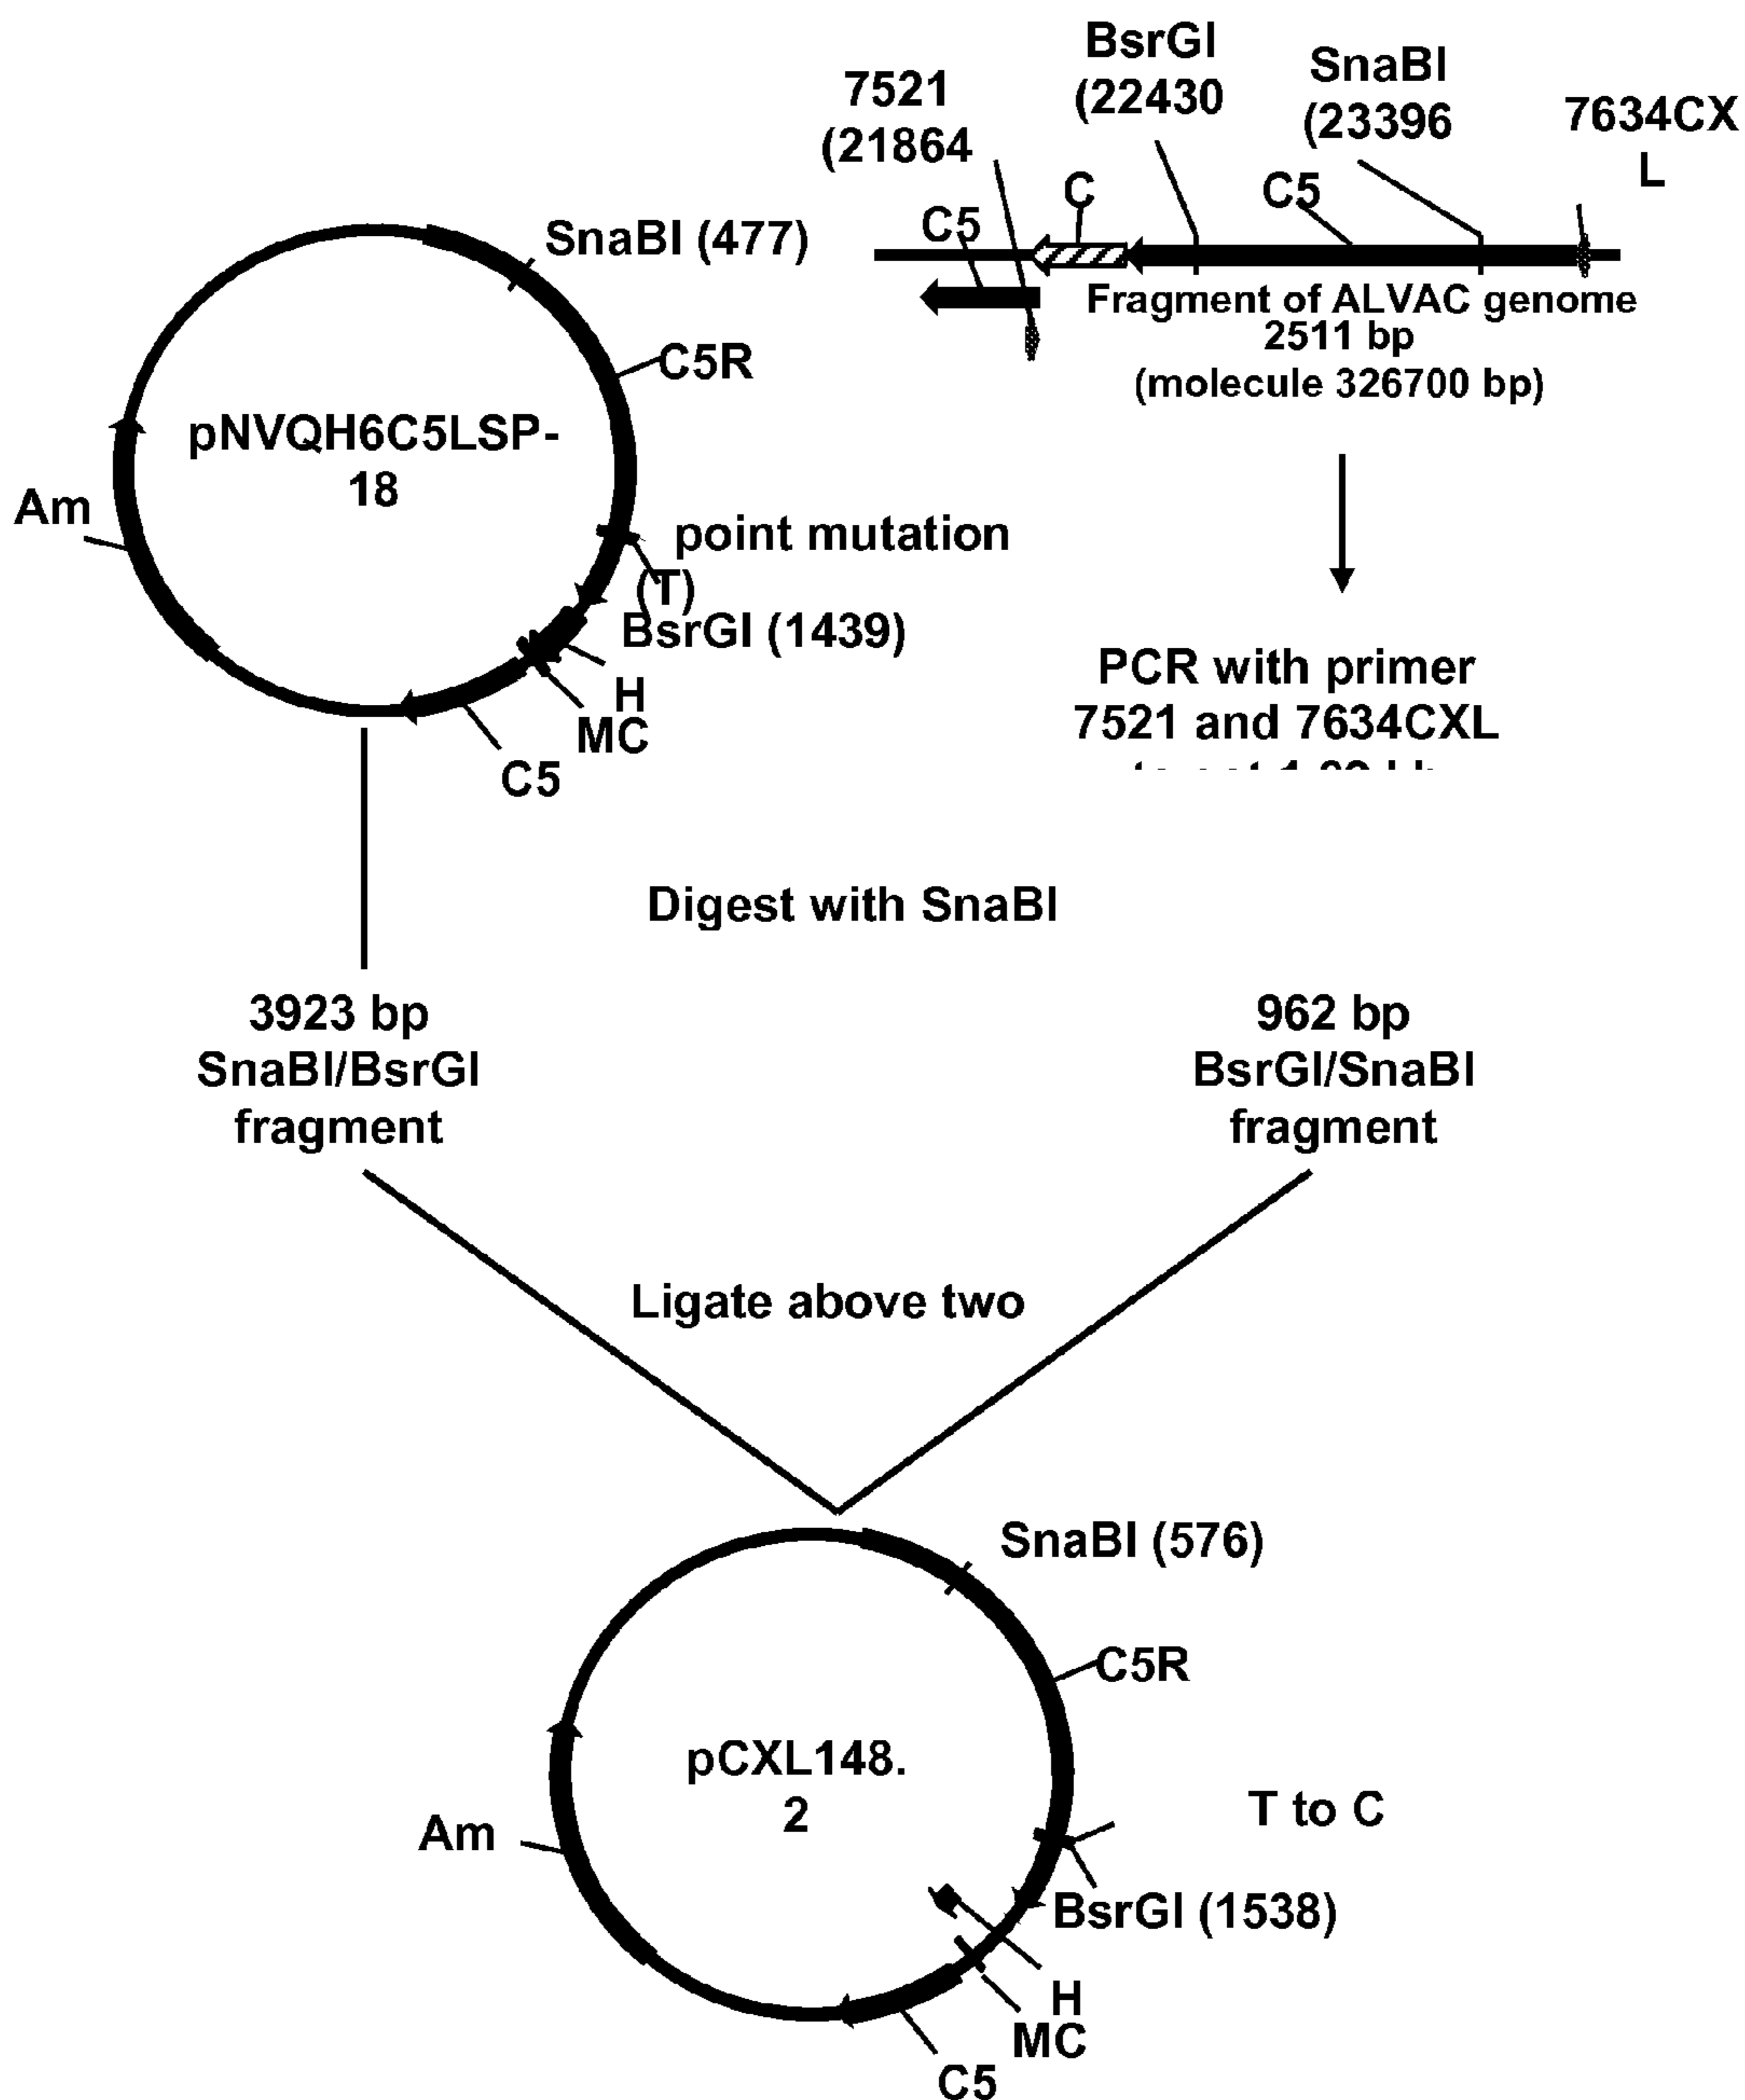 BsrGI
(22430
SnaBI
(23396
7521
(21864
7634CX
L
C
C5
C5
Fragment of ALVAC genome
2511 bp
(molecule 326700 bp)
SnaBI (477)
C5R
pNVQH6C5LSP-
18
Am
point mutation
(T)
BsrGI (1439)
H
MC
C5
PCR with primer
7521 and 7634CXL
Digest with SnaBI
3923 bp
SnaBI/BsrGI
fragment
962 bp
BsrGI/SnaBI
fragment
Ligate above two
SnaBI (576)
C5R
pCXL148.
2
Am
T to C
BsrGI (1538)
H
MC
C5